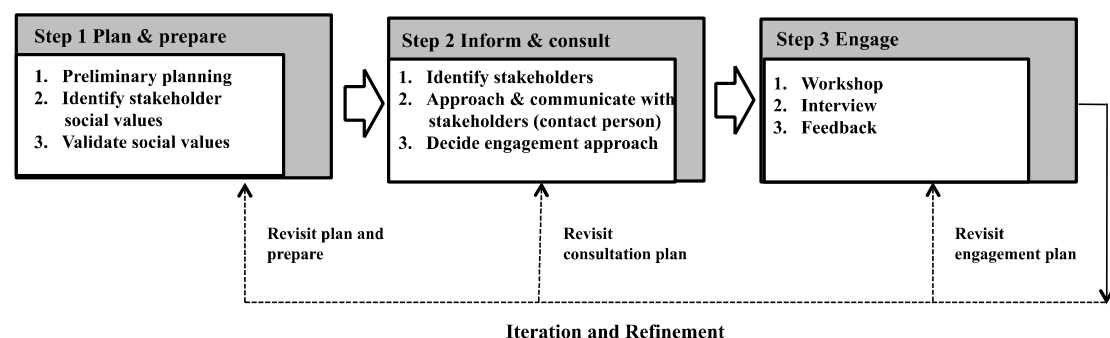 Step 1 Plan & prepare
1. Preliminary planning
2. Identify stakeholder
social values
3. Validate social values
Step 2 Inform & consult
1. Identify stakeholders
2. Approach & communicate with
stakeholders (contact person)
3. Decide engagement approach
Step 3 Engage
1. Workshop
2. Interview
3. Feedback
Revisit plan and
prepare
Revisit
consultation plan
Revisit
engagement plan
Iteration and Refinement